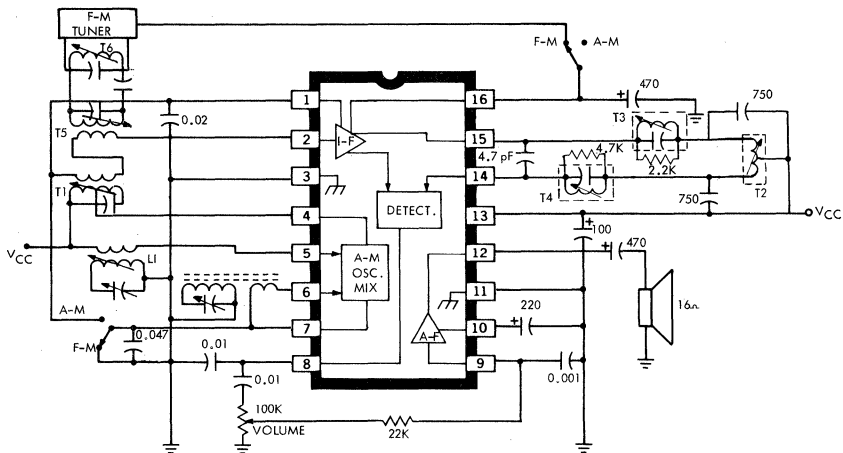 F-M
TUNER
T6
F-M
A-M
470
T3
750
1
16
0.02
T5
2
I-F
15
4.7 pF
4.7K
2.2K
3
14
T4
750
T2
T1
DETECT.
4
13
VCC
100
VCC
5
12
470
L1
A-M
OSC.
MIX
6
11
16Ω
220
A-M
7
10
0.047
A-F
F-M
0.01
8
9
0.001
0.01
100K
VOLUME
22K